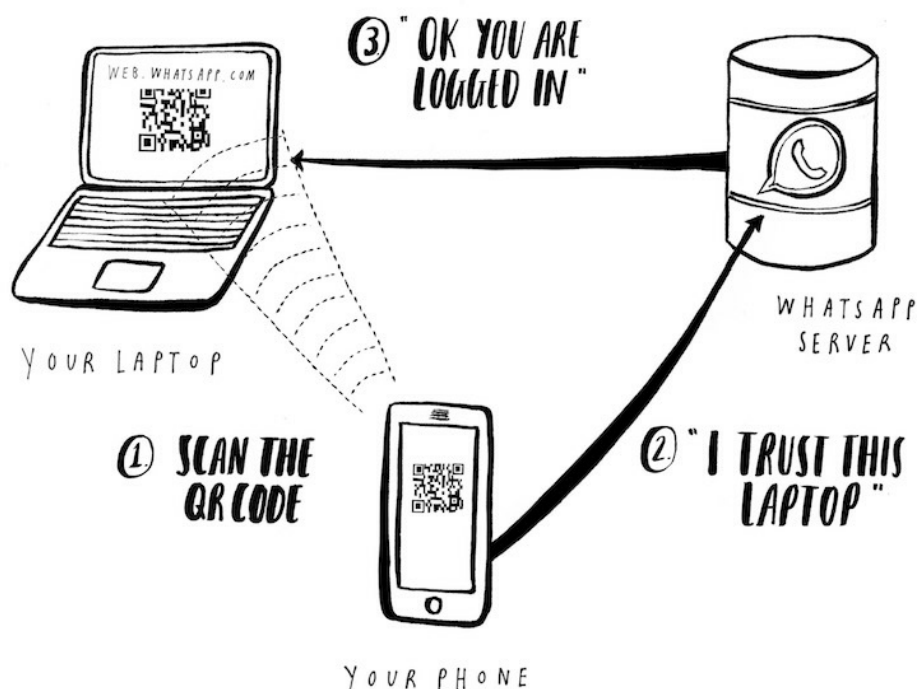 ③ " OK YOU ARE
LOGGED IN "
WEB.WHATSAPP.COM
WHATSAPP
SERVER
YOUR LAPTOP
①. SCAN THE
QR CODE
②. " I TRUST THIS
LAPTOP "
YOUR PHONE